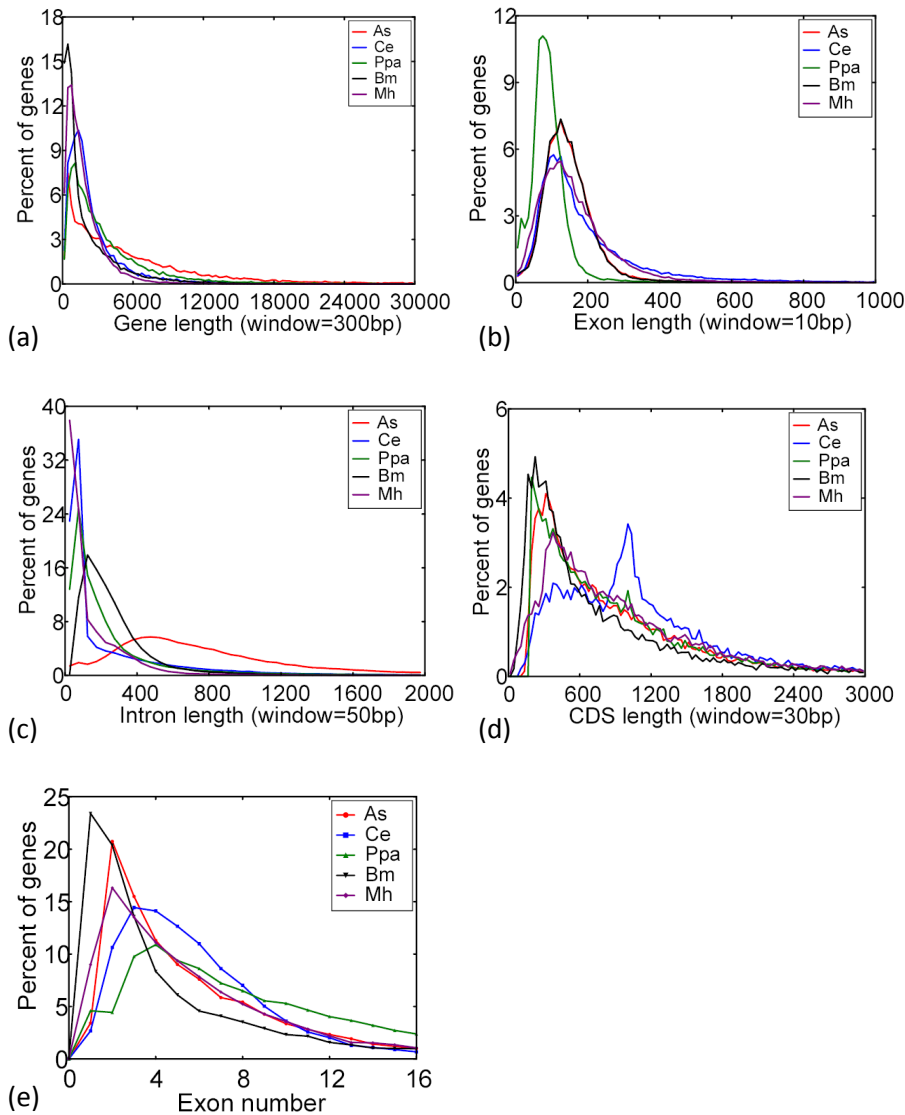 18
15
12
9
6
3
0
Percent of genes
As
Ce
Ppa
Bm
Mh
0 6000 12000 18000 24000 30000
Gene length (window=300bp)
(a)
12
9
6
3
0
Percent of genes
As
Ce
Ppa
Bm
Mh
0 200 400 600 800 1000
Exon length (window=10bp)
(b)
40
32
24
16
8
0
Percent of genes
As
Ce
Ppa
Bm
Mh
0 400 800 1200 1600 2000
Intron length (window=50bp)
(c)
6
4
2
0
Percent of genes
As
Ce
Ppa
Bm
Mh
0 600 1200 1800 2400 3000
CDS length (window=30bp)
(d)
25
20
15
10
5
0
Percent of genes
As
Ce
Ppa
Bm
Mh
0 4 8 12 16
Exon number
(e)